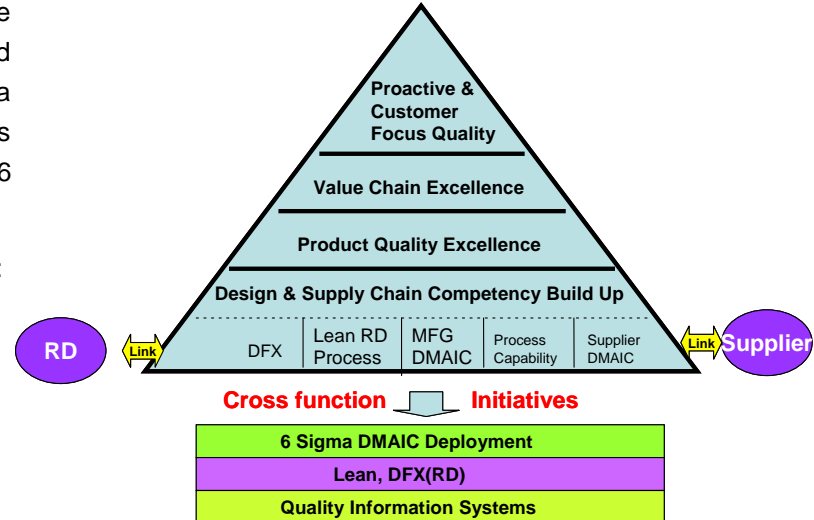 e
d
a
s
6
:
Proactive &
Customer
Focus Quality
Value Chain Excellence
Product Quality Excellence
Design & Supply Chain Competency Build Up
RD
Link
DFX
Lean RD
Process
MFG
DMAIC
Process
Capability
Supplier
DMAIC
Link
Supplier
Cross function
Initiatives
6 Sigma DMAIC Deployment
Lean, DFX(RD)
Quality Information Systems